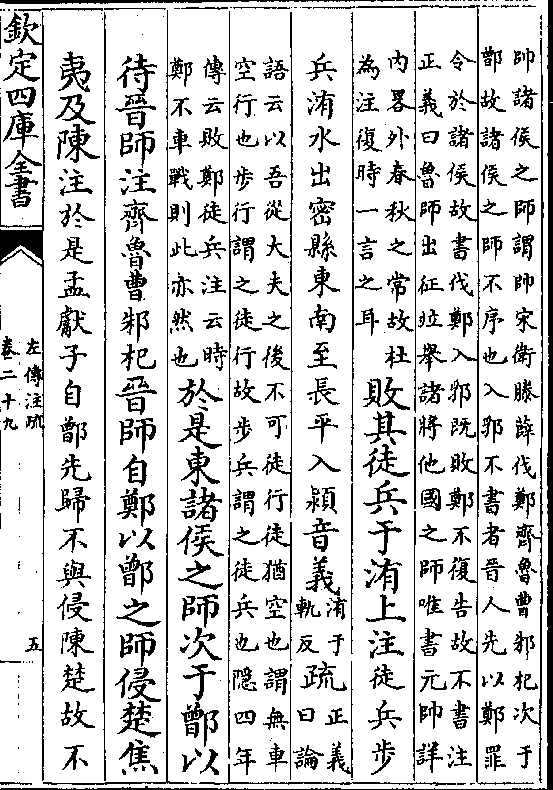 帥諸侯之師謂帥宋衛滕薛伐鄭齊魯曹邾杞次于
鄫故諸侯之師不序也入郛不書者晉人先以鄭罪
令於諸侯故書伐鄭入郛既敗鄭不復告故不書注
正義曰魯師出征竝舉諸將他國之師唯書元帥詳
内畧外春秋之常故杜
為注復時一言之耳
敗其徒兵于洧上注徒兵步
兵洧水出密縣東南至長平入潁音義
洧于
軌反
疏
正義
曰論
語云以吾從大夫之後不可徒行徒猶空也謂無車
空行也步行謂之徒行故步兵謂之徒兵也隱四年
傳云敗鄭徒兵注云時
鄭不車戰則此亦然也
於是東諸侯之師次于鄫以
待晉師注齊魯曹邾杞晉師自鄭以鄫之師侵楚焦
夷及陳注於是孟獻子自鄫先歸不與侵陳楚故不
欽定四庫全書
左傳注疏
卷二十九
五